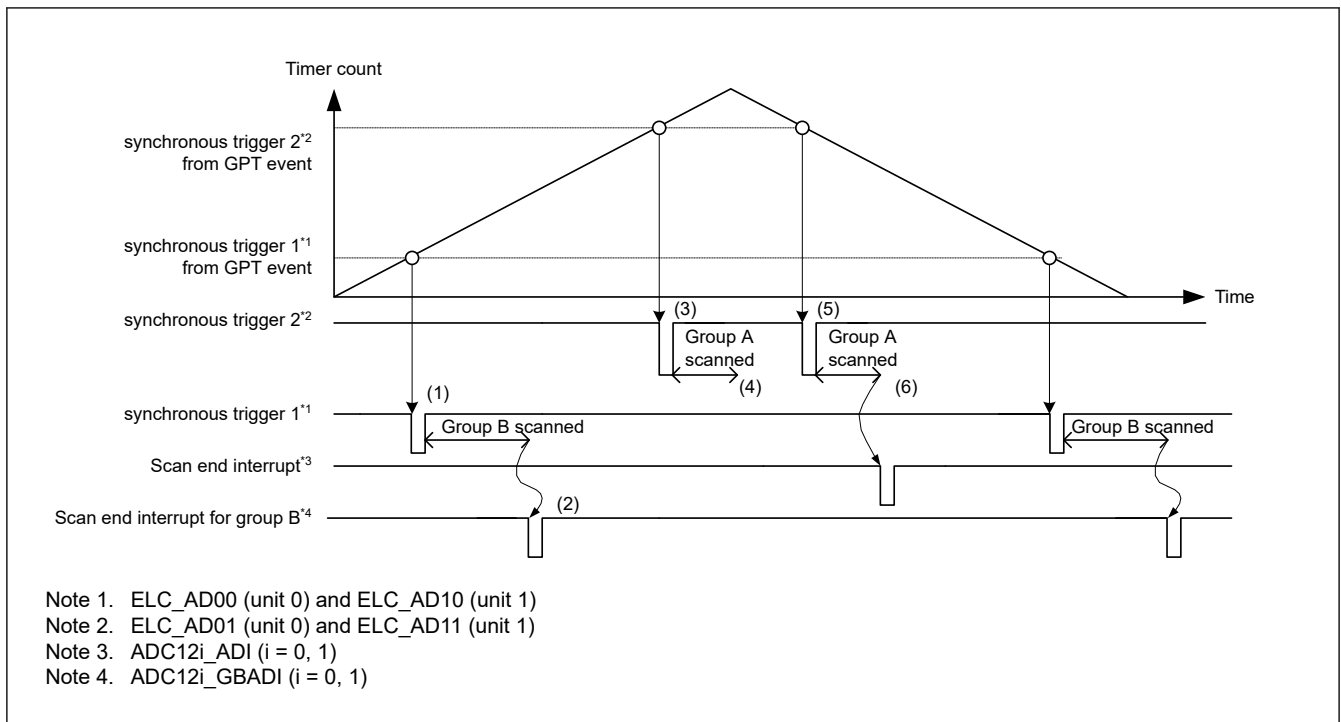 Timer count
synchronous trigger 2*2
from GPT event
synchronous trigger 1*1
from GPT event
Time
synchronous trigger 2*2
(3)
(5)
Group A
scanned
Group A
scanned
(4)
(6)
(1)
synchronous trigger 1*1
Group B scanned
Group B scanned
Scan end interrupt*3
(2)
Scan end interrupt for group B*4
Note 1. ELC_AD00 (unit 0) and ELC_AD10 (unit 1)
Note 2. ELC_AD01 (unit 0) and ELC_AD11 (unit 1)
Note 3. ADC12i_ADI (i = 0, 1)
Note 4. ADC12i_GBADI (i = 0, 1)